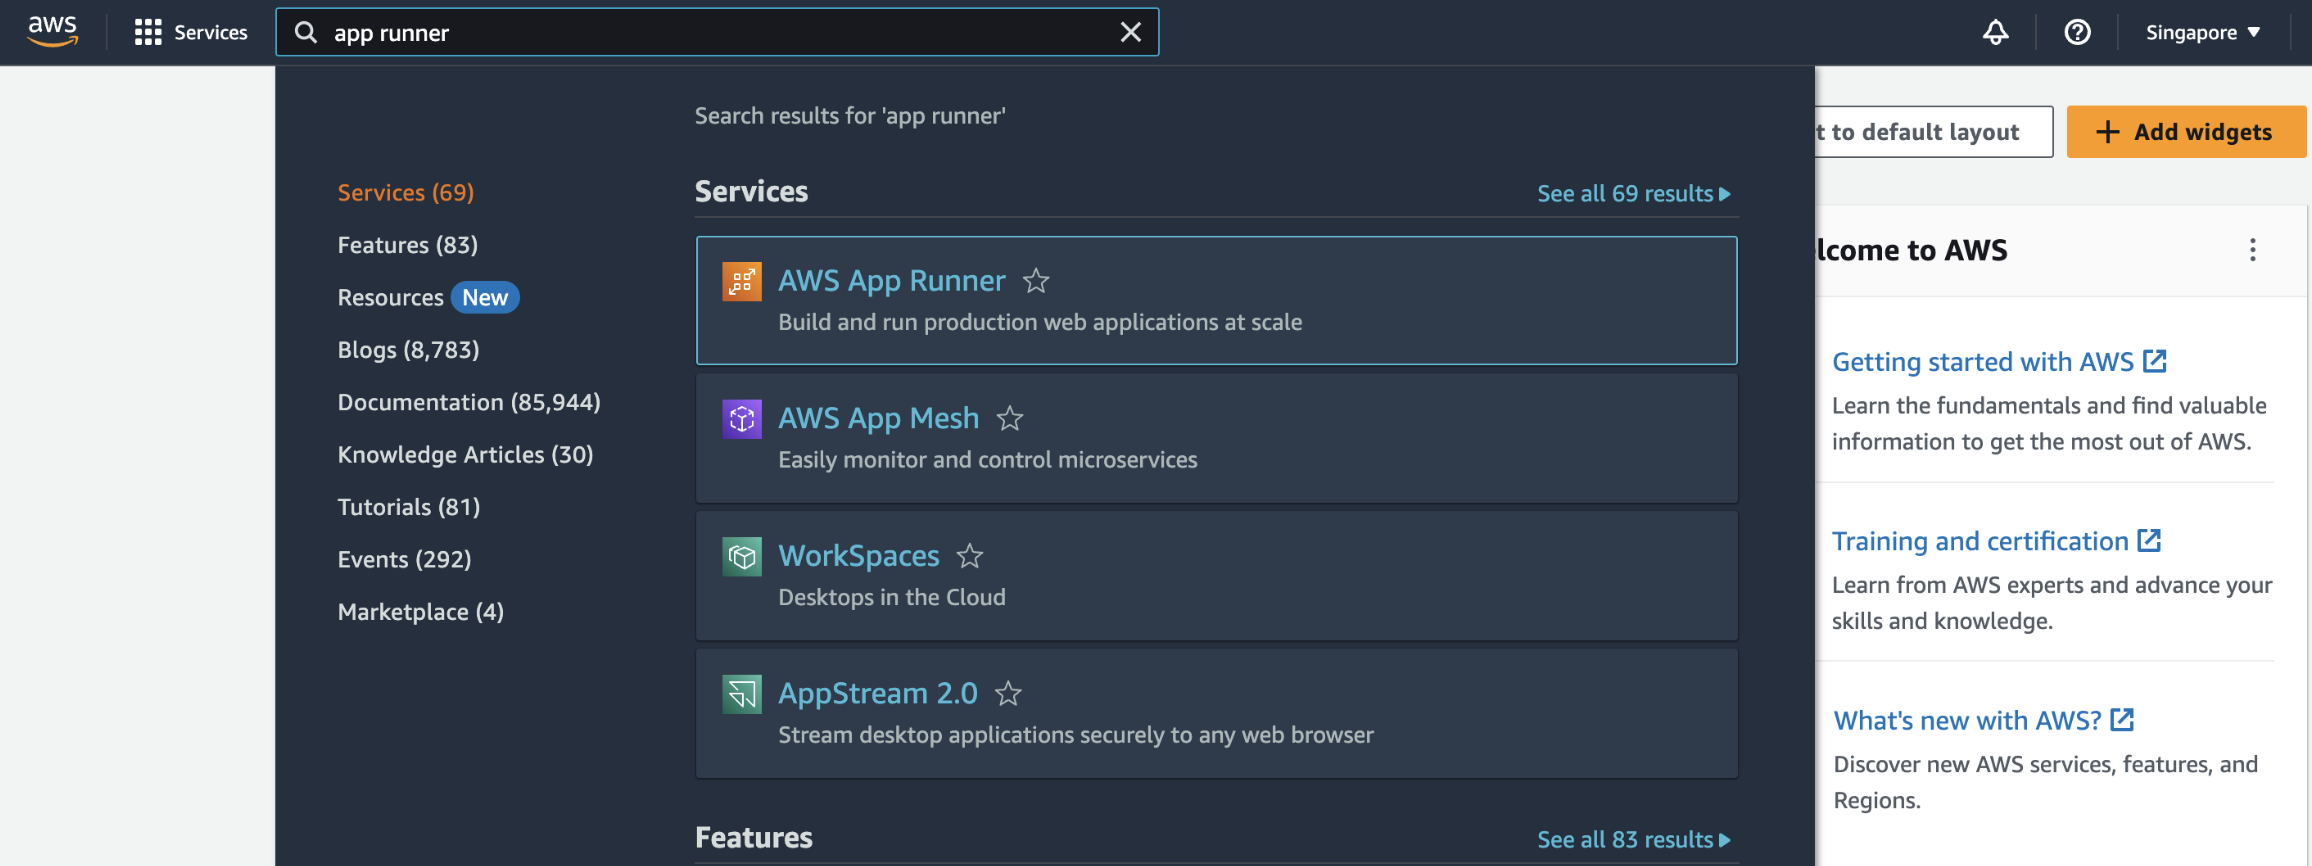 aws
Services
app runner
Singapore
Search results for 'app runner'
Services (69)
Features (83)
Resources New
Blogs (8,783)
Documentation (85,944)
Knowledge Articles (30)
Tutorials (81)
Events (292)
Marketplace (4)
Services
See all 69 results
AWS App Runner
Build and run production web applications at scale
AWS App Mesh
Easily monitor and control microservices
WorkSpaces
Desktops in the Cloud
AppStream 2.0
Stream desktop applications securely to any web browser
Features
See all 83 results
t to default layout
+ Add widgets
lcome to AWS
Getting started with AWS
Learn the fundamentals and find valuable
information to get the most out of AWS.
Training and certification
Learn from AWS experts and advance your
skills and knowledge.
What's new with AWS?
Discover new AWS services, features, and
Regions.